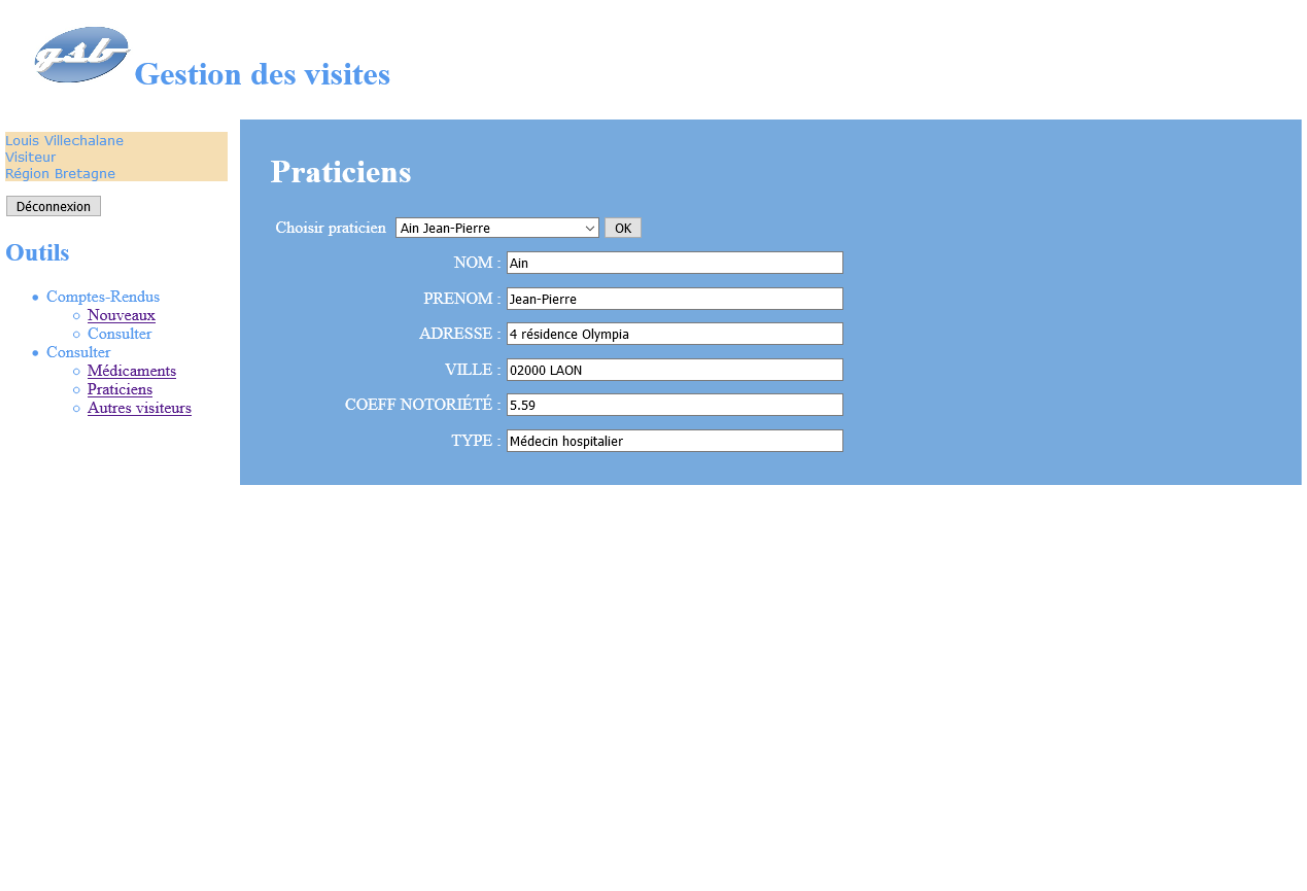 gsb
Gestion des visites
Louis Villechalane
Visiteur
Région Bretagne
Déconnexion
Outils
Comptes-Rendus
Nouveaux
Consulter
Consulter
Médicaments
Praticiens
Autres visiteurs
Praticiens
Choisir praticien Ain Jean-Pierre OK
NOM : Ain
PRENOM : Jean-Pierre
ADRESSE : 4 résidence Olympia
VILLE : 02000 LAON
COEFF NOTORIÉTÉ : 5.59
TYPE : Médecin hospitalier